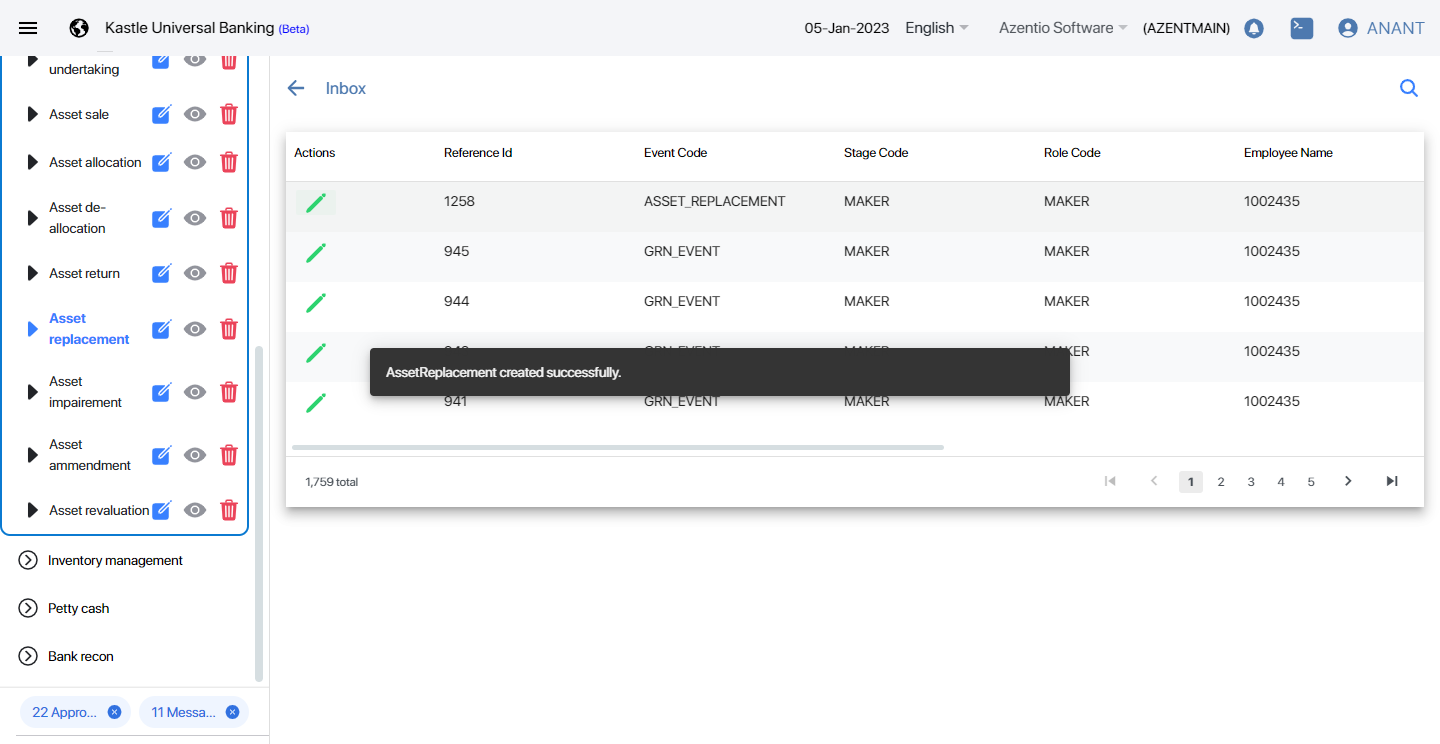 Kastle Universal Banking (Beta)
05-Jan-2023
English
Azentio Software
(AZENTMAIN)
ANANT
undertaking
Asset sale
Asset allocation
Asset de-
allocation
Asset return
Asset
replacement
Asset
impairement
Asset
ammendment
Asset revaluation
Inventory management
Petty cash
Bank recon
22 Appro...
11 Messa...
Inbox
Actions Reference Id Event Code Stage Code Role Code Employee Name
1258 ASSET_REPLACEMENT MAKER MAKER 1002435
945 GRN_EVENT MAKER MAKER 1002435
944 GRN_EVENT MAKER MAKER 1002435
GRN_EVENT MAKER MAKER 1002435
AssetReplacement created successfully.
941 GRN_EVENT MAKER MAKER 1002435
1,759 total
1 2 3 4 5